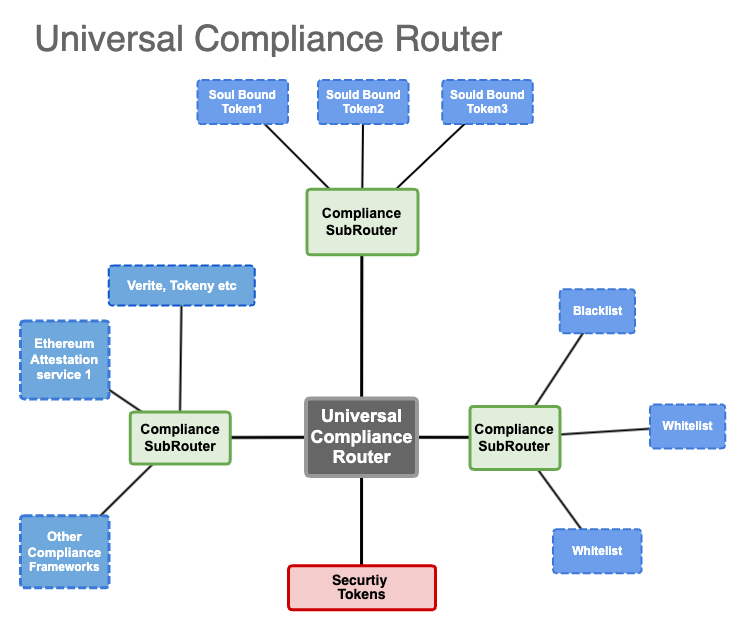 Universal Compliance Router
Soul Bound
Token1
Sould Bound
Token2
Sould Bound
Token3
Compliance
SubRouter
Verite, Tokeny etc
Ethereum
Attestation
service 1
Blacklist
Whitelist
Compliance
SubRouter
Universal
Compliance
Router
Compliance
SubRouter
Other
Compliance
Frameworks
Whitelist
Securtiy
Tokens